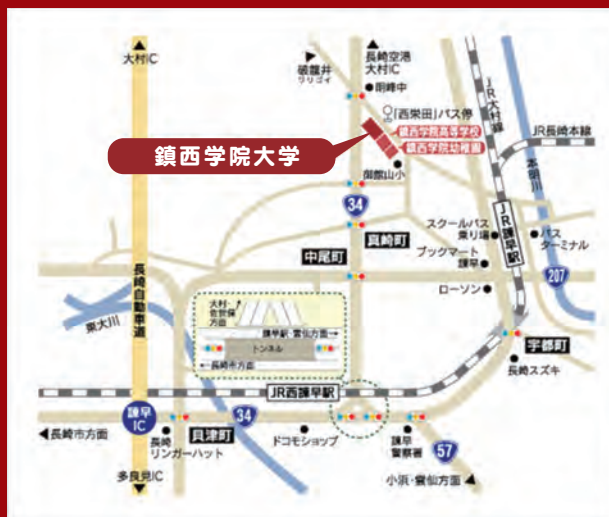 大村IC
破籠井
ワリゴイ
長崎空港
大村IC
明峰中
「西栄田」バス停
鎮西学院高等学校
鎮西学院幼稚園
鎮西学院大学
御館山小
JR大村線
JR長崎本線
本明川
34
真崎町
中尾町
スクールバス
乗り場
ブックマート
諫早
JR諫早駅
バス
ターミナル
207
ローソン
長崎自動車道
東大川
大村・
佐世保
方面
諫早駅・雲仙方面→
トンネル
←長崎市方面
宇都町
長崎スズキ
JR西諫早駅
諫早
IC
34
貝津町
長崎
リンガーハット
ドコモショップ
諫早
警察署
57
長崎市方面
多良見IC
小浜・雲仙方面